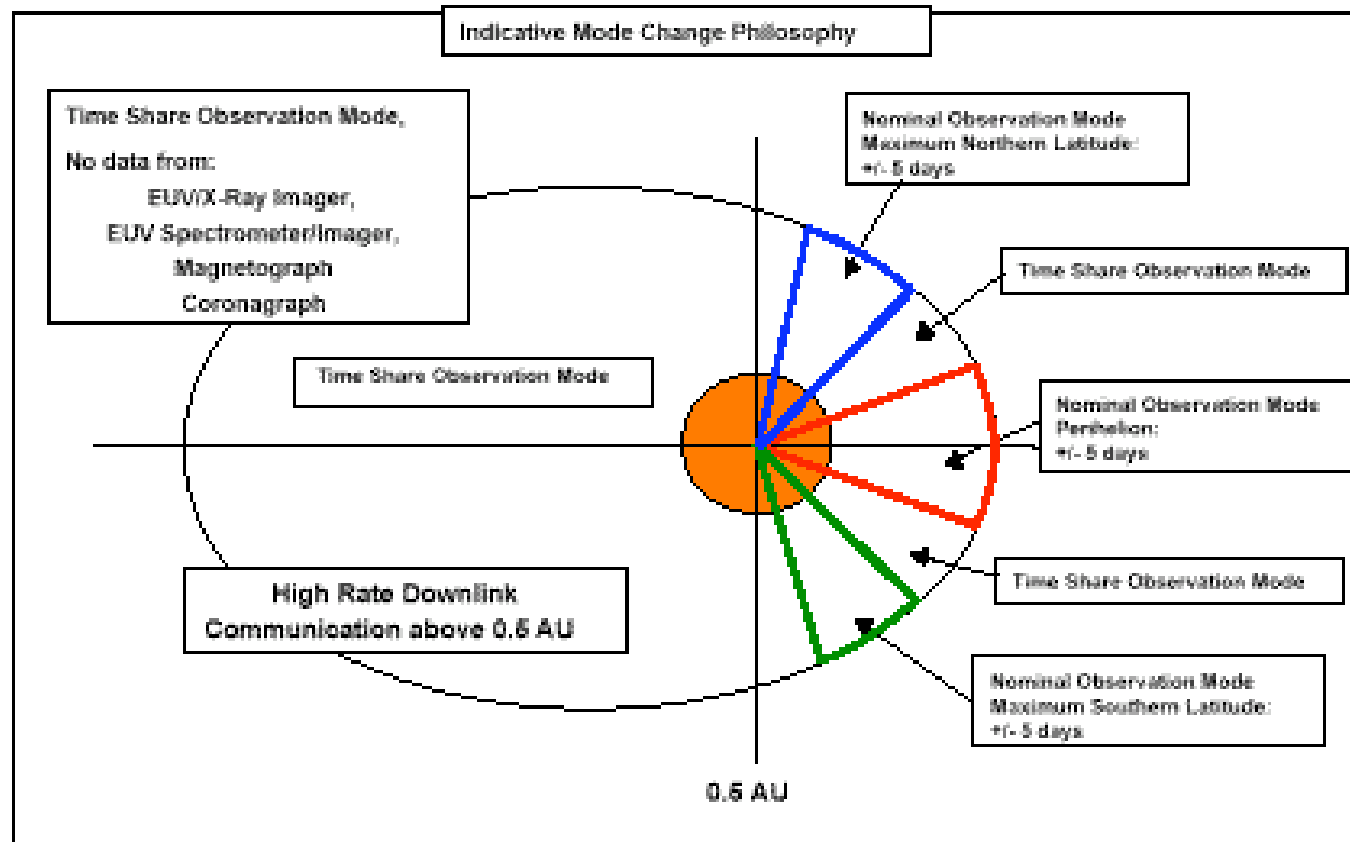 Indicative Mode Change Philosophy
Time Share Observation Mode,
No data from:
EUV/X-Ray Imager,
EUV Spectrometer/Imager,
Magnetograph
Coronagraph
Nominal Observation Mode
Maximum Northern Latitude:
+/- 5 days
Time Share Observation Mode
Time Share Observation Mode
Nominal Observation Mode
Perihelion:
+/- 5 days
High Rate Downlink
Communication above 0.5 AU
Time Share Observation Mode
Nominal Observation Mode
Maximum Southern Latitude:
+/- 5 days
0.5 AU